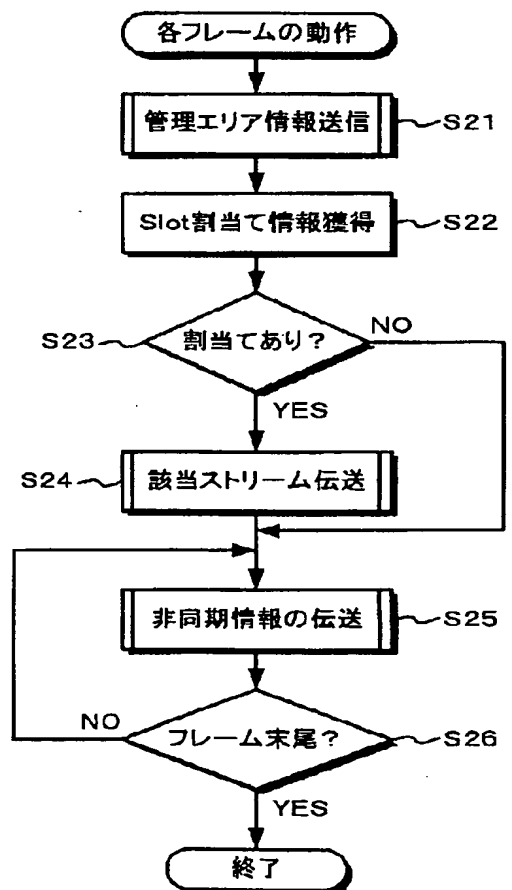 各フレームの動作
管理エリア情報送信
S21
Slot割当て情報獲得
S22
S23
割当てあり？
NO
YES
S24
該当ストリーム伝送
非同期情報の伝送
S25
NO
フレーム末尾？
S26
YES
終了